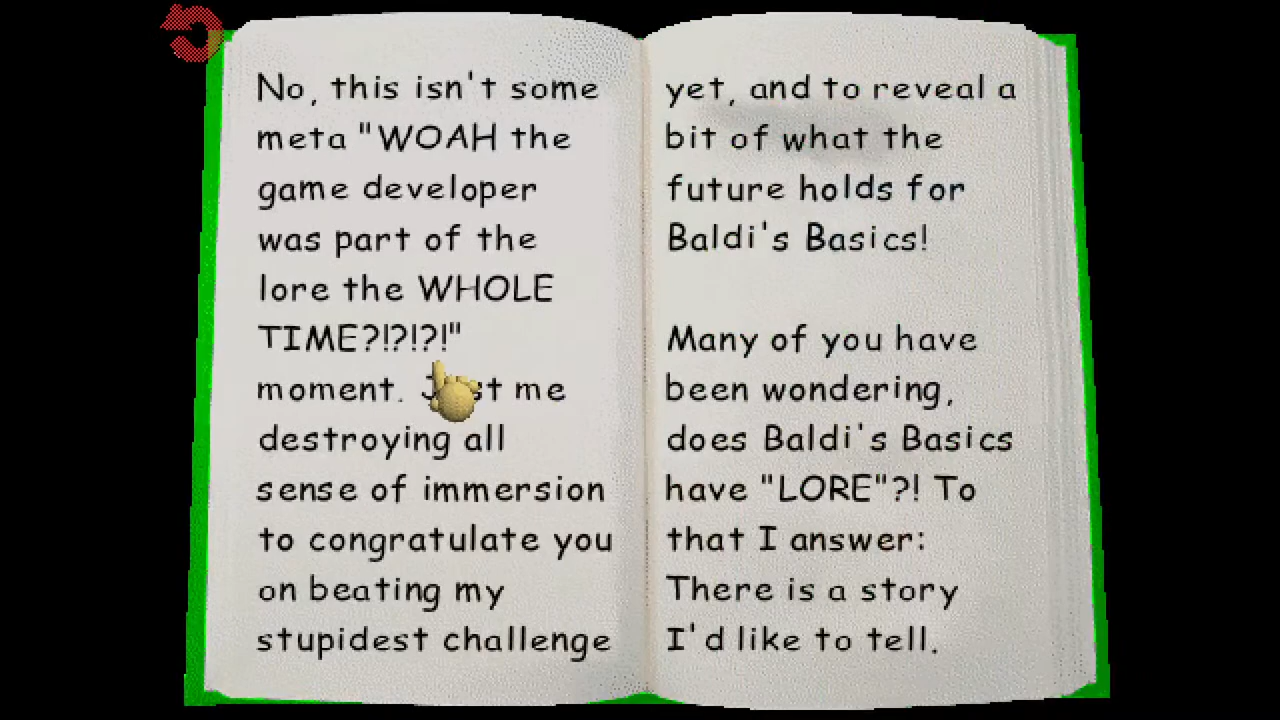 No, this isn't some
meta "WOAH the
game developer
was part of the
lore the WHOLE
TIME?!?!?!"
moment. Just me
destroying all
sense of immersion
to congratulate you
on beating my
stupidest challenge
yet, and to reveal a
bit of what the
future holds for
Baldi's Basics!
Many of you have
been wondering,
does Baldi's Basics
have "LORE"?! To
that I answer:
There is a story
I'd like to tell.